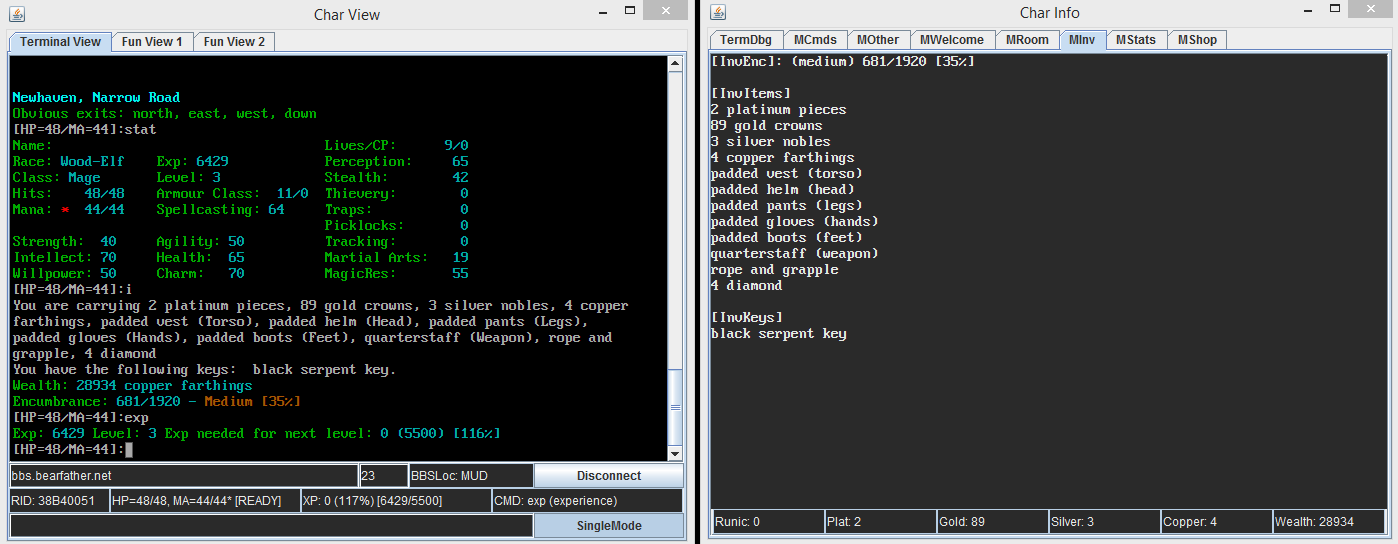 Char View
Terminal View Fun View 1 Fun View 2
Newhaven, Narrow Road
Obvious exits: north, east, west, down
[HP=48/MA=44]:stat
Name: Lives/CP: 9/0
Race: Wood-Elf Exp: 6429 Perception: 65
Class: Mage Level: 3 Stealth: 42
Hits: 48/48 Armour Class: 11/0 Thievery: 0
Mana: * 44/44 Spellcasting: 64 Traps: 0
Picklocks: 0
Strength: 40 Agility: 50 Tracking: 0
Intellect: 70 Health: 65 Martial Arts: 19
Willpower: 50 Charm: 70 MagicRes: 55
[HP=48/MA=44]:i
You are carrying 2 platinum pieces, 89 gold crowns, 3 silver nobles, 4 copper
farthings, padded vest (Torso), padded helm (Head), padded pants (Legs),
padded gloves (Hands), padded boots (Feet), quarterstaff (Weapon), rope and
grapple, 4 diamond
You have the following keys:  black serpent key.
Wealth: 28934 copper farthings
Encumbrance: 681/1920 - Medium [35%]
[HP=48/MA=44]:exp
Exp: 6429 Level: 3 Exp needed for next level: 0 (5500) [116%]
[HP=48/MA=44]:
bbs.bearfather.net 23 BBSLoc: MUD Disconnect
RID: 38B40051 HP=48/48, MA=44/44* [READY] XP: 0 (117%) [6429/5500] CMD: exp (experience)
SingleMode
Char Info
TermDbg MCmds MOther MWelcome MRoom MInv MStats MShop
[InvEnc]: (medium) 681/1920 [35%]
[InvItems]
2 platinum pieces
89 gold crowns
3 silver nobles
4 copper farthings
padded vest (torso)
padded helm (head)
padded pants (legs)
padded gloves (hands)
padded boots (feet)
quarterstaff (weapon)
rope and grapple
4 diamond
[InvKeys]
black serpent key
Runic: 0 Plat: 2 Gold: 89 Silver: 3 Copper: 4 Wealth: 28934